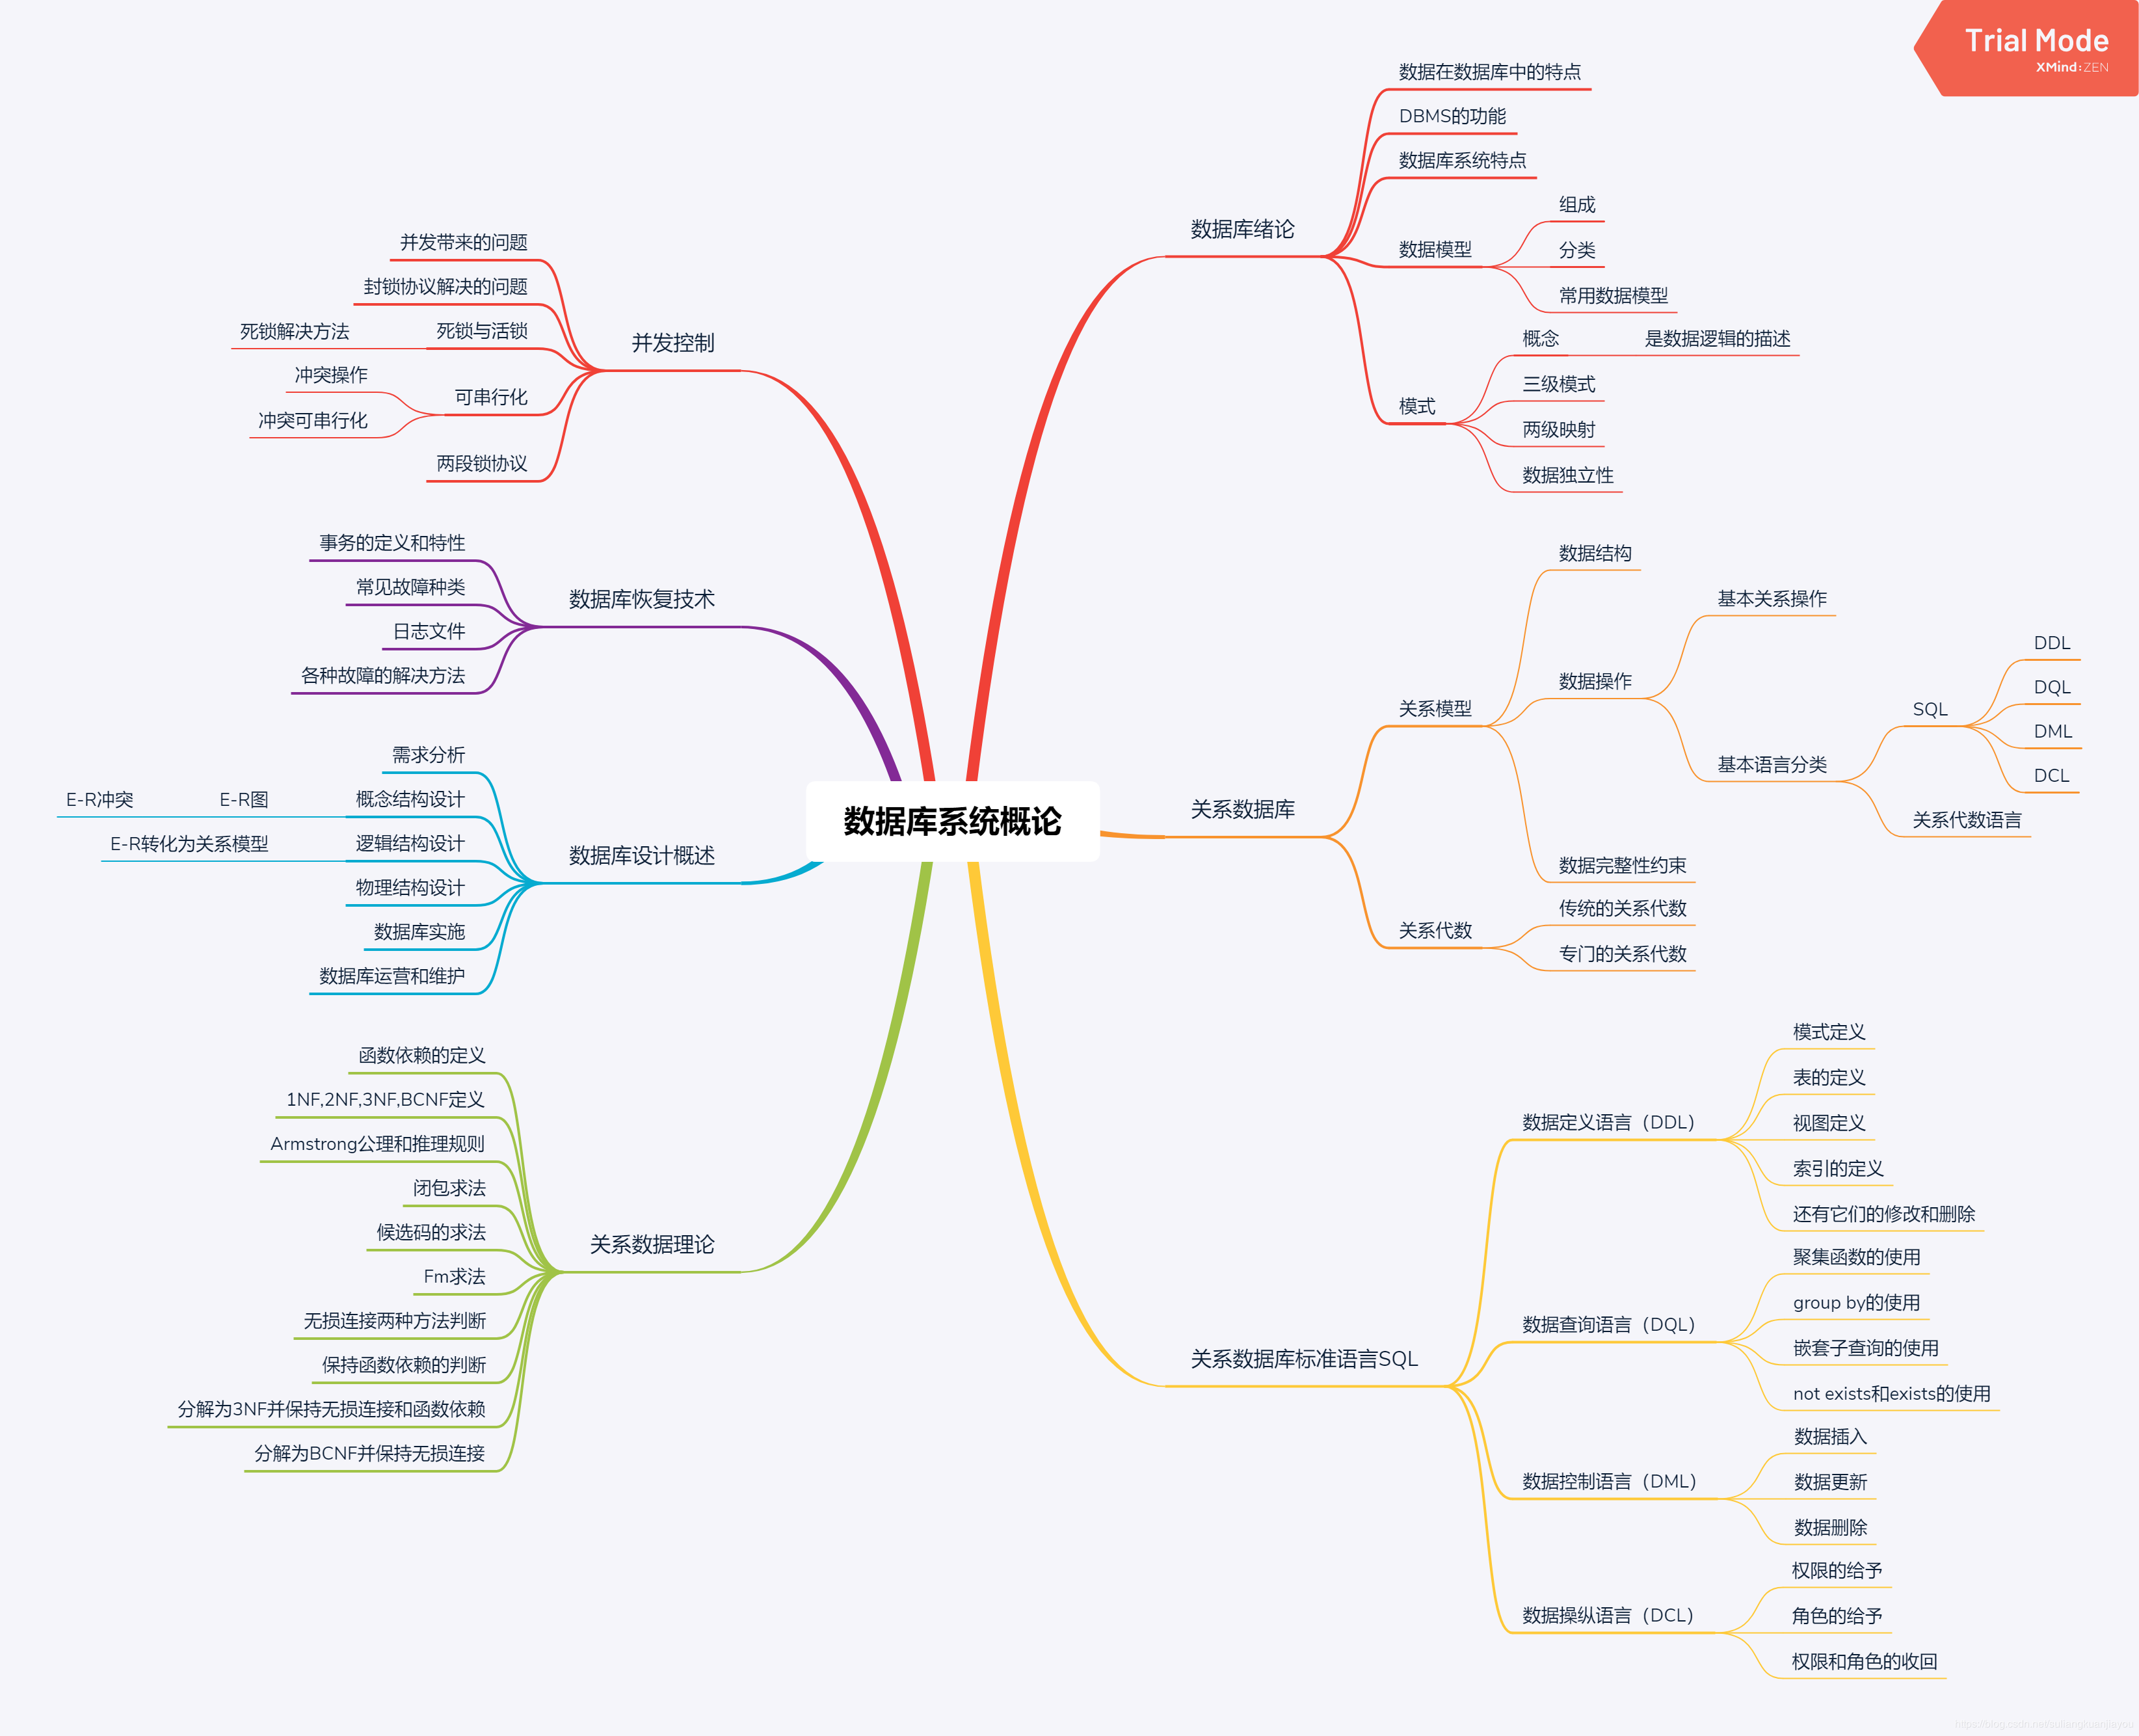 Trial Mode
XMind:ZEN
数据库系统概论
数据库绪论
数据在数据库中的特点
DBMS的功能
数据库系统特点
数据模型
组成
分类
常用数据模型
模式
概念
是数据逻辑的描述
三级模式
两级映射
数据独立性
关系数据库
关系模型
数据结构
数据操作
基本关系操作
基本语言分类
SQL
DDL
DQL
DML
DCL
关系代数语言
数据完整性约束
关系代数
传统的关系代数
专门的关系代数
关系数据库标准语言SQL
数据定义语言（DDL）
模式定义
表的定义
视图定义
索引的定义
还有它们的修改和删除
数据查询语言（DQL）
聚集函数的使用
group by的使用
嵌套子查询的使用
not exists和exists的使用
数据控制语言（DML）
数据插入
数据更新
数据删除
数据操纵语言（DCL）
权限的给予
角色的给予
权限和角色的收回
并发控制
并发带来的问题
封锁协议解决的问题
死锁与活锁
死锁解决方法
可串行化
冲突操作
冲突可串行化
两段锁协议
数据库恢复技术
事务的定义和特性
常见故障种类
日志文件
各种故障的解决方法
数据库设计概述
需求分析
概念结构设计
E-R图
E-R冲突
逻辑结构设计
E-R转化为关系模型
物理结构设计
数据库实施
数据库运营和维护
关系数据理论
函数依赖的定义
1NF,2NF,3NF,BCNF定义
Armstrong公理和推理规则
闭包求法
候选码的求法
Fm求法
无损连接两种方法判断
保持函数依赖的判断
分解为3NF并保持无损连接和函数依赖
分解为BCNF并保持无损连接